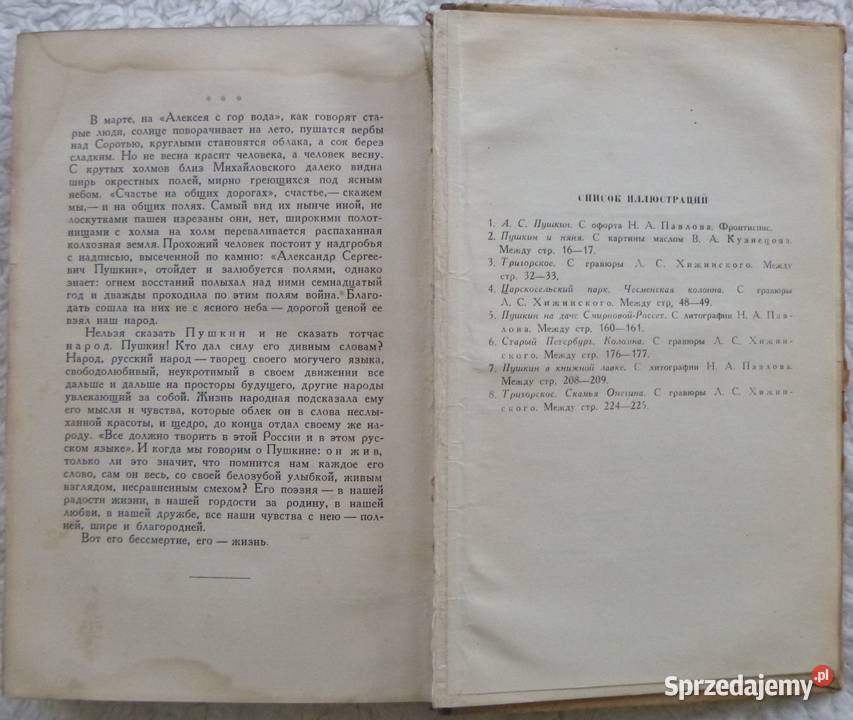 * * *
В марте, на «Алексея с гор вода», как говорят ста-
рые люди, солнце поворачивает на лето, пушатся вербы
над Соротью, круглыми становятся облака, а сок берез
сладким. Но не весна красит человека, а человек весну.
С крутых холмов близ Михайловского далеко видна
ширь окрестных полей, мирно греющихся под ясным
небом. «Счастье на общих дорогах», счастье,— скажем
мы,— и на общих полях. Самый вид их нынче иной, не
лоскутками пашен изрезаны они, нет, широкими полот-
нищами с холма на холм переваливается распаханная
колхозная земля. Прохожий человек постоит у надгробья
с надписью, высеченной по камню: «Александр Сергее-
евич Пушкин», отойдет и залюбуется полями, однако
знает: огнем восстаний полыхал над ними семнадцатый
год и дважды проходила по этим полям война. Благо-
дать сошла на них не с ясного неба — дорогой ценой ее
взял наш народ.
Нельзя сказать Пушкин и не сказать тотчас
народ. Пушкин! Кто дал силу его дивным словам?
Народ, русский народ — творец своего могучего языка,
свободолюбивый, неукротимый в своем движении все
дальше и дальше на просторы будущего, другие народы
увлекающий за собой. Жизнь народная подсказала ему
его мысли и чувства, которые облек он в слова неслы-
ханной красоты, и щедро, до конца отдал своему же на-
роду. «Все должно творить в этой России и в этом рус-
ском языке». И когда мы говорим о Пушкине: он жив,
только ли это значит, что помнится нам каждое его
слово, сам он весь, со своей белозубой улыбкой, живым
взглядом, несравненным смехом? Его поэзия — в нашей
радости жизни, в нашей гордости за родину, в нашей
любви, в нашей дружбе, все наши чувства с нею — пол-
ней, шире и благородней.
Вот его бессмертие, его — жизнь.
СПИСОК ИЛЛЮСТРАЦИЙ
1. А. С. Пушкин. С офорта Н. А. Павлова. Фронтиспис.
2. Пушкин и няня. С картины маслом В. А. Кузнецова.
Между стр. 16—17.
3. Тригорское. С гравюры Л. С. Хижинского. Между
стр. 32—33.
4. Царскосельский парк. Чесменская колонна. С гравюры
Л. С. Хижинского. Между стр. 48—49.
5. Пушкин на даче Смирновой-Россет. С литографии Н. А. Пав-
лова. Между стр. 160—161.
6. Старый Петербург. Коломна. С гравюры Л. С. Хижин-
ского. Между стр. 176—177.
7. Пушкин в книжной лавке. С литографии Н. А. Павлова.
Между стр. 208—209.
8. Тригорское. Скамья Онегина. С гравюры Л. С. Хижин-
ского. Между стр. 224—225.
Sprzedajemy.pl